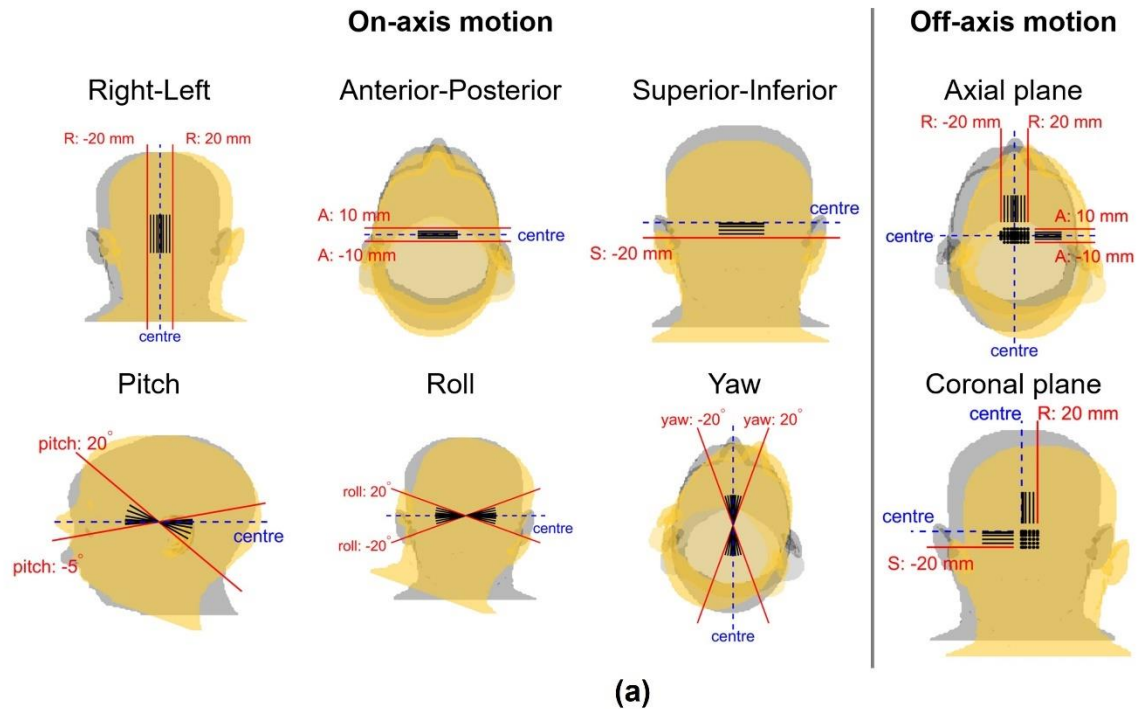 On-axis motion
Off-axis motion
Right-Left
Anterior-Posterior
Superior-Inferior
Axial plane
R: -20 mm
R: 20 mm
centre
A: 10 mm
A: -10 mm
centre
centre
S: -20 mm
R: -20 mm
R: 20 mm
A: 10 mm
A: -10 mm
centre
centre
Pitch
Roll
Yaw
Coronal plane
pitch: 20°
pitch: -5°
centre
roll: 20°
roll: -20°
centre
yaw: -20°
yaw: 20°
centre
centre
R: 20 mm
centre
S: -20 mm
(a)